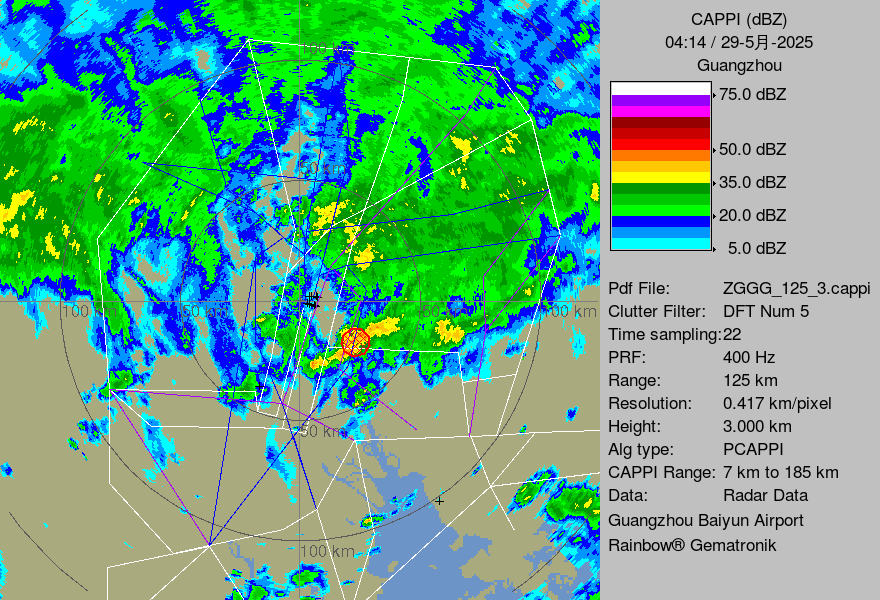 CAPPI (dBZ)
04:14 / 29-5月-2025
Guangzhou
75.0 dBZ
50.0 dBZ
35.0 dBZ
20.0 dBZ
5.0 dBZ
Pdf File: ZGGG_125_3.cappi
Clutter Filter: DFT Num 5
Time sampling:22
PRF: 400 Hz
Range: 125 km
Resolution: 0.417 km/pixel
Height: 3.000 km
Alg type: PCAPPI
CAPPI Range: 7 km to 185 km
Data: Radar Data
Guangzhou Baiyun Airport
Rainbow® Gematronik
100
50
100 km
50 km
50 km
100 km
50 km
100 km